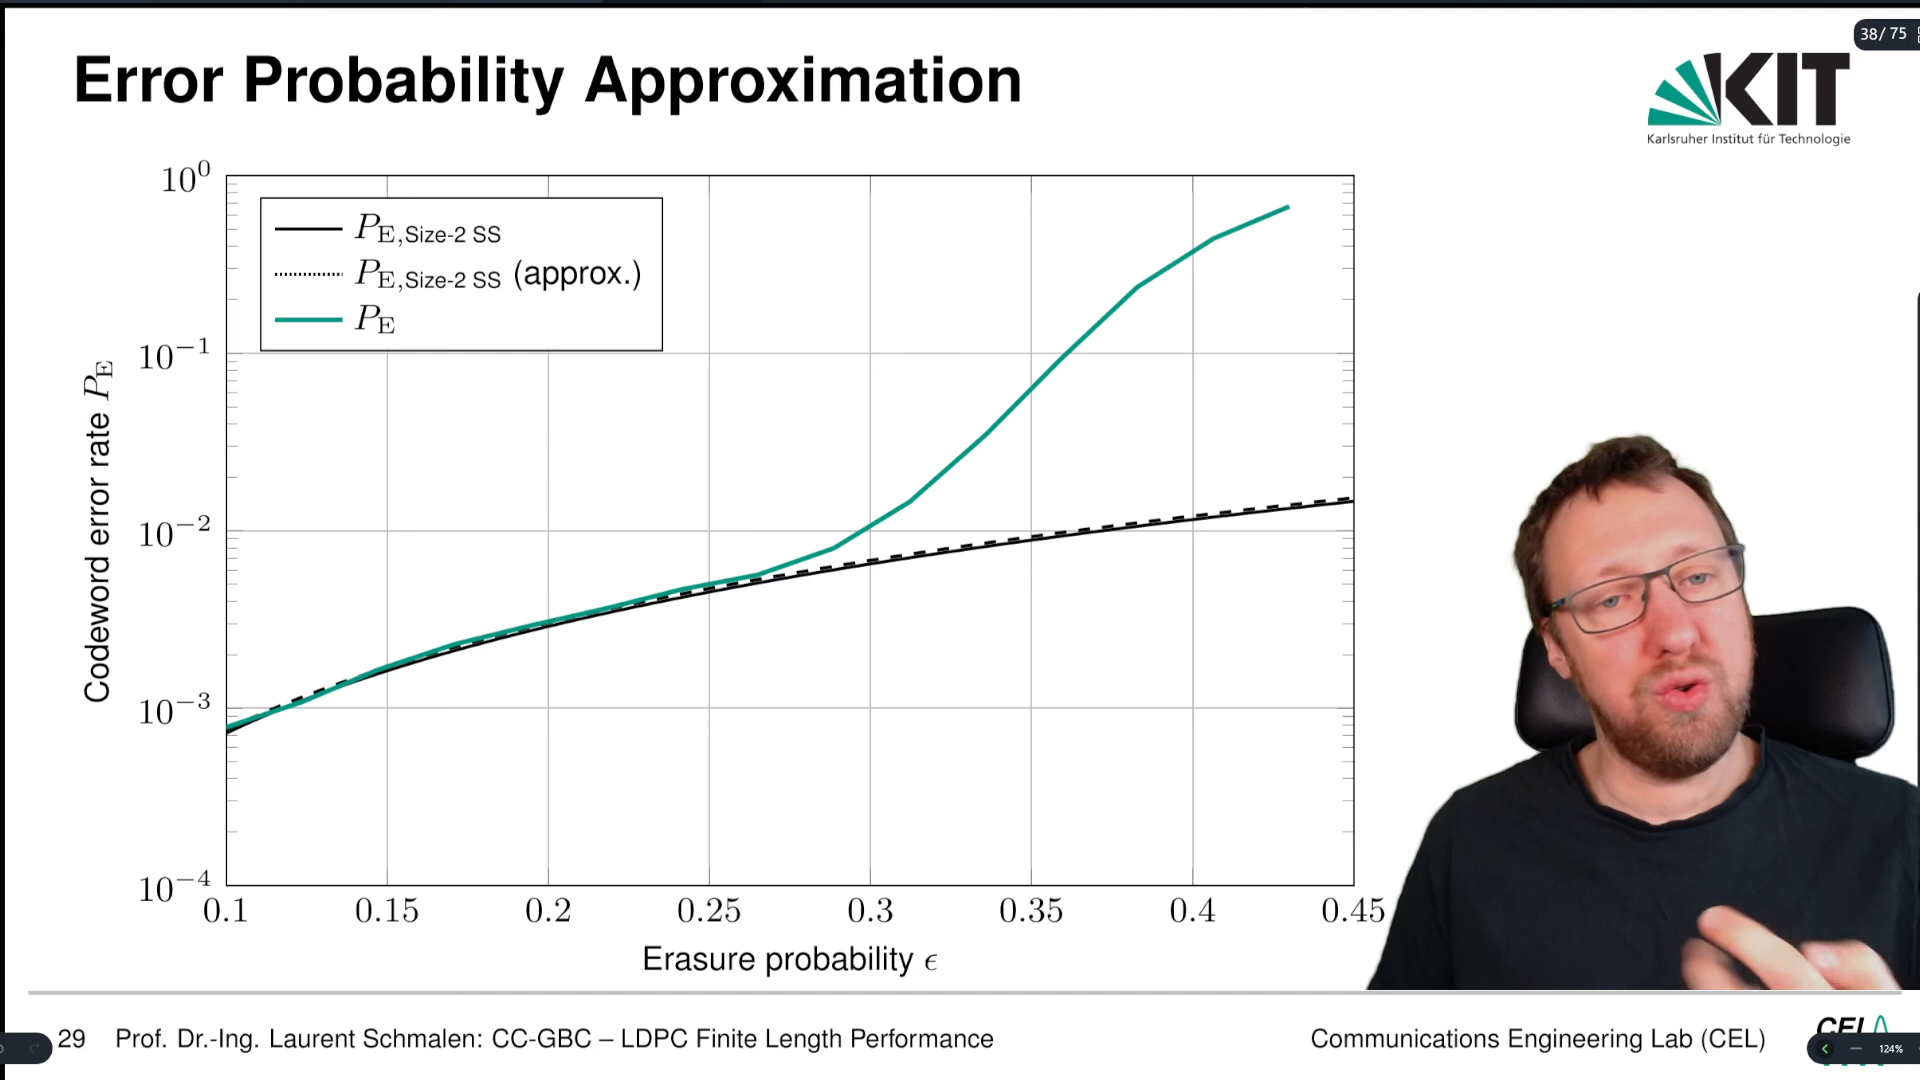 38/ 75
Error Probability Approximation
KIT
Karlsruher Institut für Technologie
10⁰
10⁻¹
10⁻²
10⁻³
10⁻⁴
Codeword error rate P_E
P_E,Size-2 SS
P_E,Size-2 SS (approx.)
P_E
0.1 0.15 0.2 0.25 0.3 0.35 0.4 0.45
Erasure probability ϵ
29 Prof. Dr.-Ing. Laurent Schmalen: CC-GBC – LDPC Finite Length Performance
Communications Engineering Lab (CEL)
CEL
124%